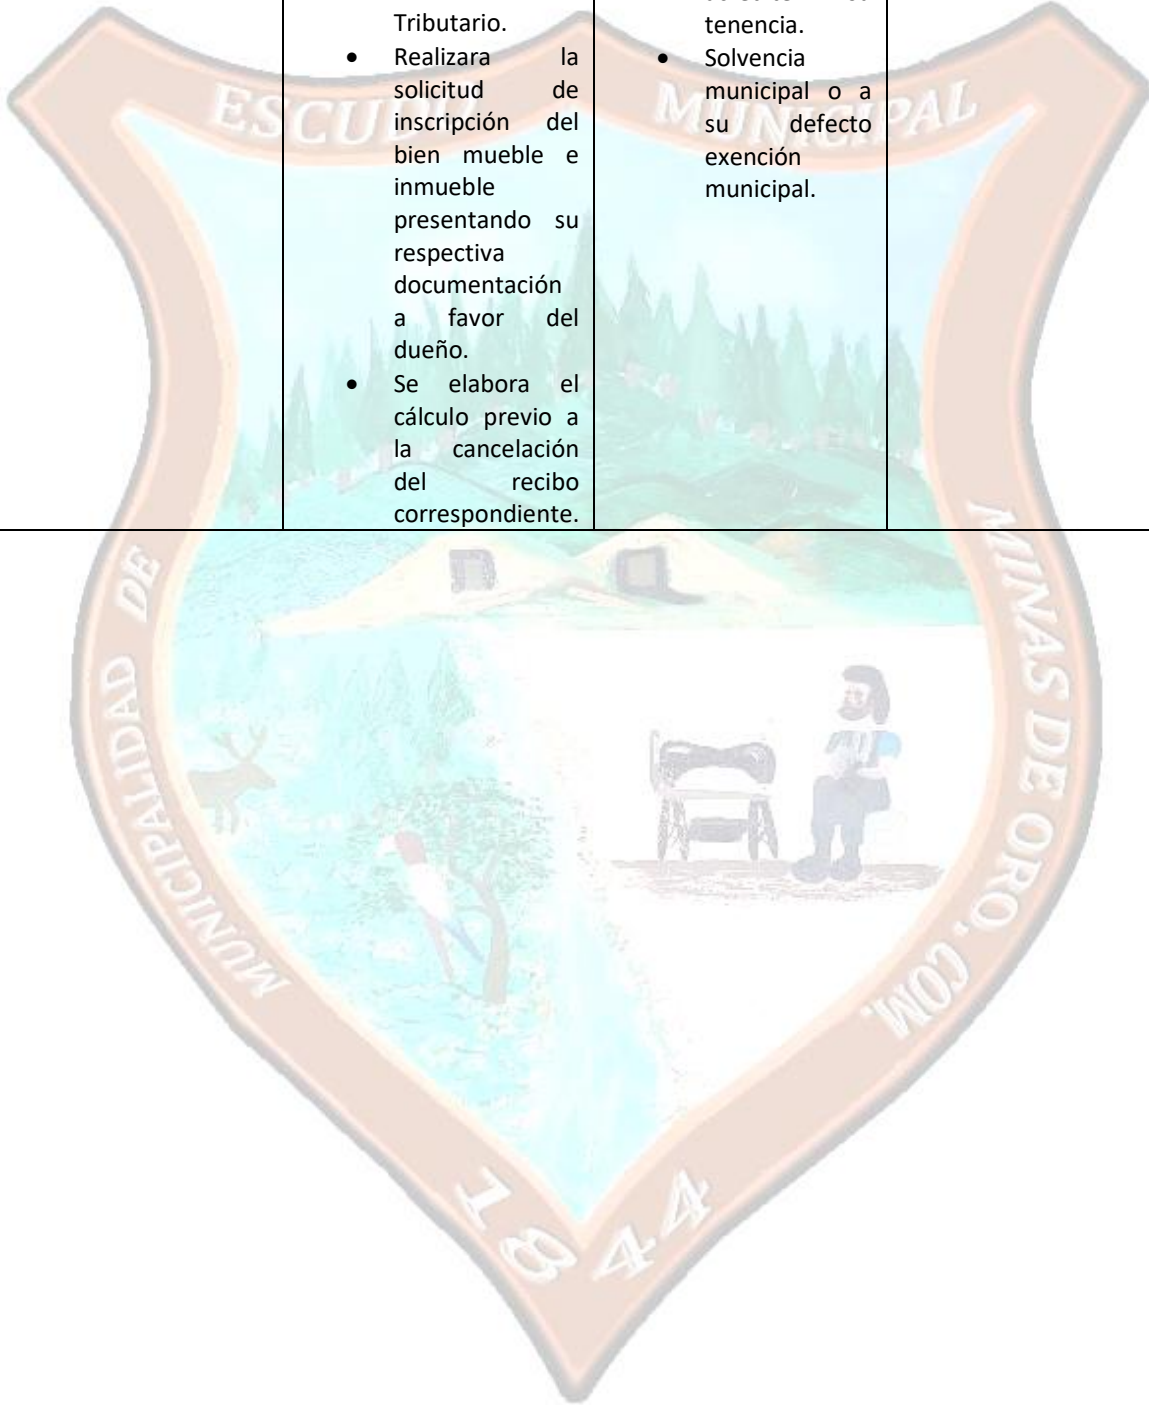 Tributario.
• Realizara la
solicitud de
inscripción del
bien mueble e
inmueble
presentando su
respectiva
documentación
a favor del
dueño.
• Se elabora el
cálculo previo a
la cancelación
del recibo
correspondiente.
tenencia.
• Solvencia
municipal o a
su defecto
exención
municipal.
ESCUDO MUNICIPAL
MUNICIPALIDAD DE
MINAS DE ORO, COM.
1844